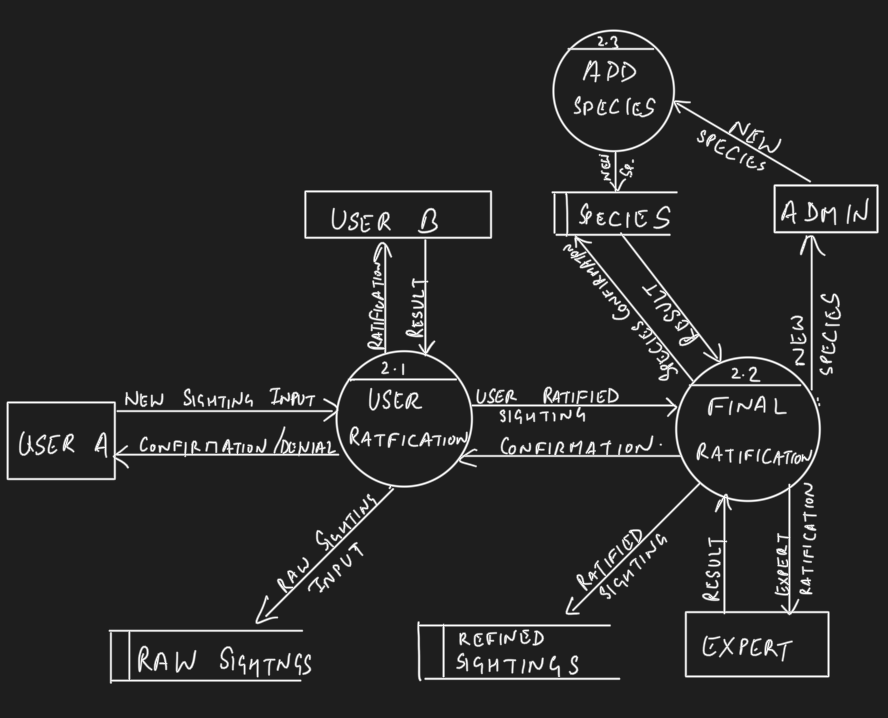 2.3
ADD
SPECIES
NEW
SPECIES
NEW
SP.
SPECIES
ADMIN
USER B
RATIFICATION
RESULT
SPECIES CONFIRMATION
RESULT
NEW
SPECIES
2.1
USER
RATFICATION
2.2
FINAL
RATIFICATION
USER A
NEW SIGHTING INPUT
CONFIRMATION/DENIAL
USER RATIFIED
SIGHTING
CONFIRMATION.
RAW SIGHTING
INPUT
RATIFIED
SIGHTING
RESULT
EXPERT
RATIFICATION
RAW SIGHTNGS
REFINED
SIGHTINGS
EXPERT